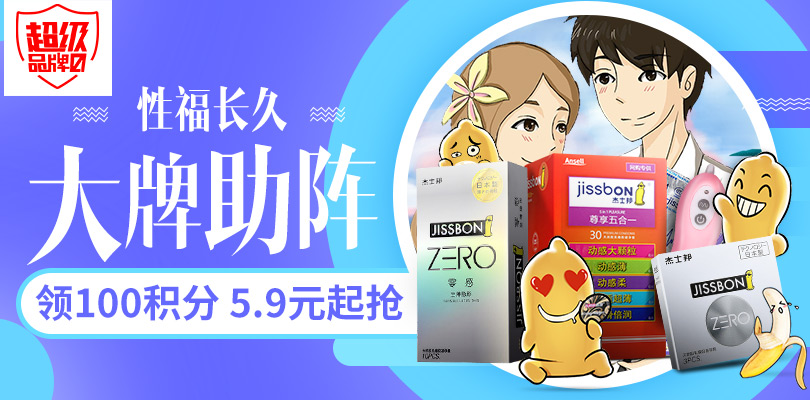 超级
品牌日
性福长久
大牌助阵
领100积分 5.9元起抢
杰士邦
日本製
JISSBON
ZERO
零感
Ansell
jissbon
杰士邦
尊享五合一
30
动感大颗粒
动感薄
动感柔
杰士邦
日本製
JISSBON
ZERO